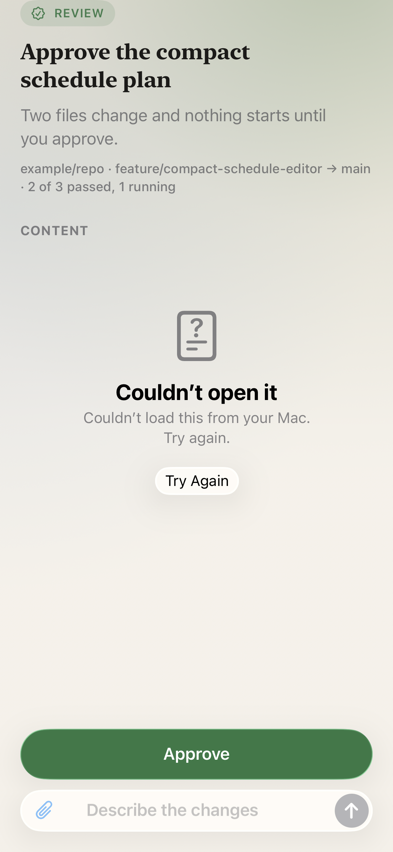 REVIEW
Approve the compact
schedule plan
Two files change and nothing starts until
you approve.
example/repo · feature/compact-schedule-editor → main
· 2 of 3 passed, 1 running
CONTENT
?
Couldn’t open it
Couldn’t load this from your Mac.
Try again.
Try Again
Approve
Describe the changes